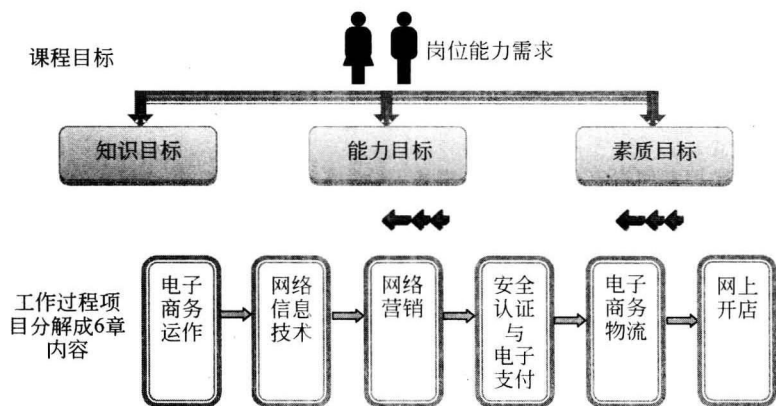 岗位能力需求
课程目标
知识目标
能力目标
素质目标
工作过程项
目分解成6章
内容
电子
商务
运作
网络
信息
技术
网络
营销
安全
认证
与
电子
支付
电子
商务
物流
网上
开店